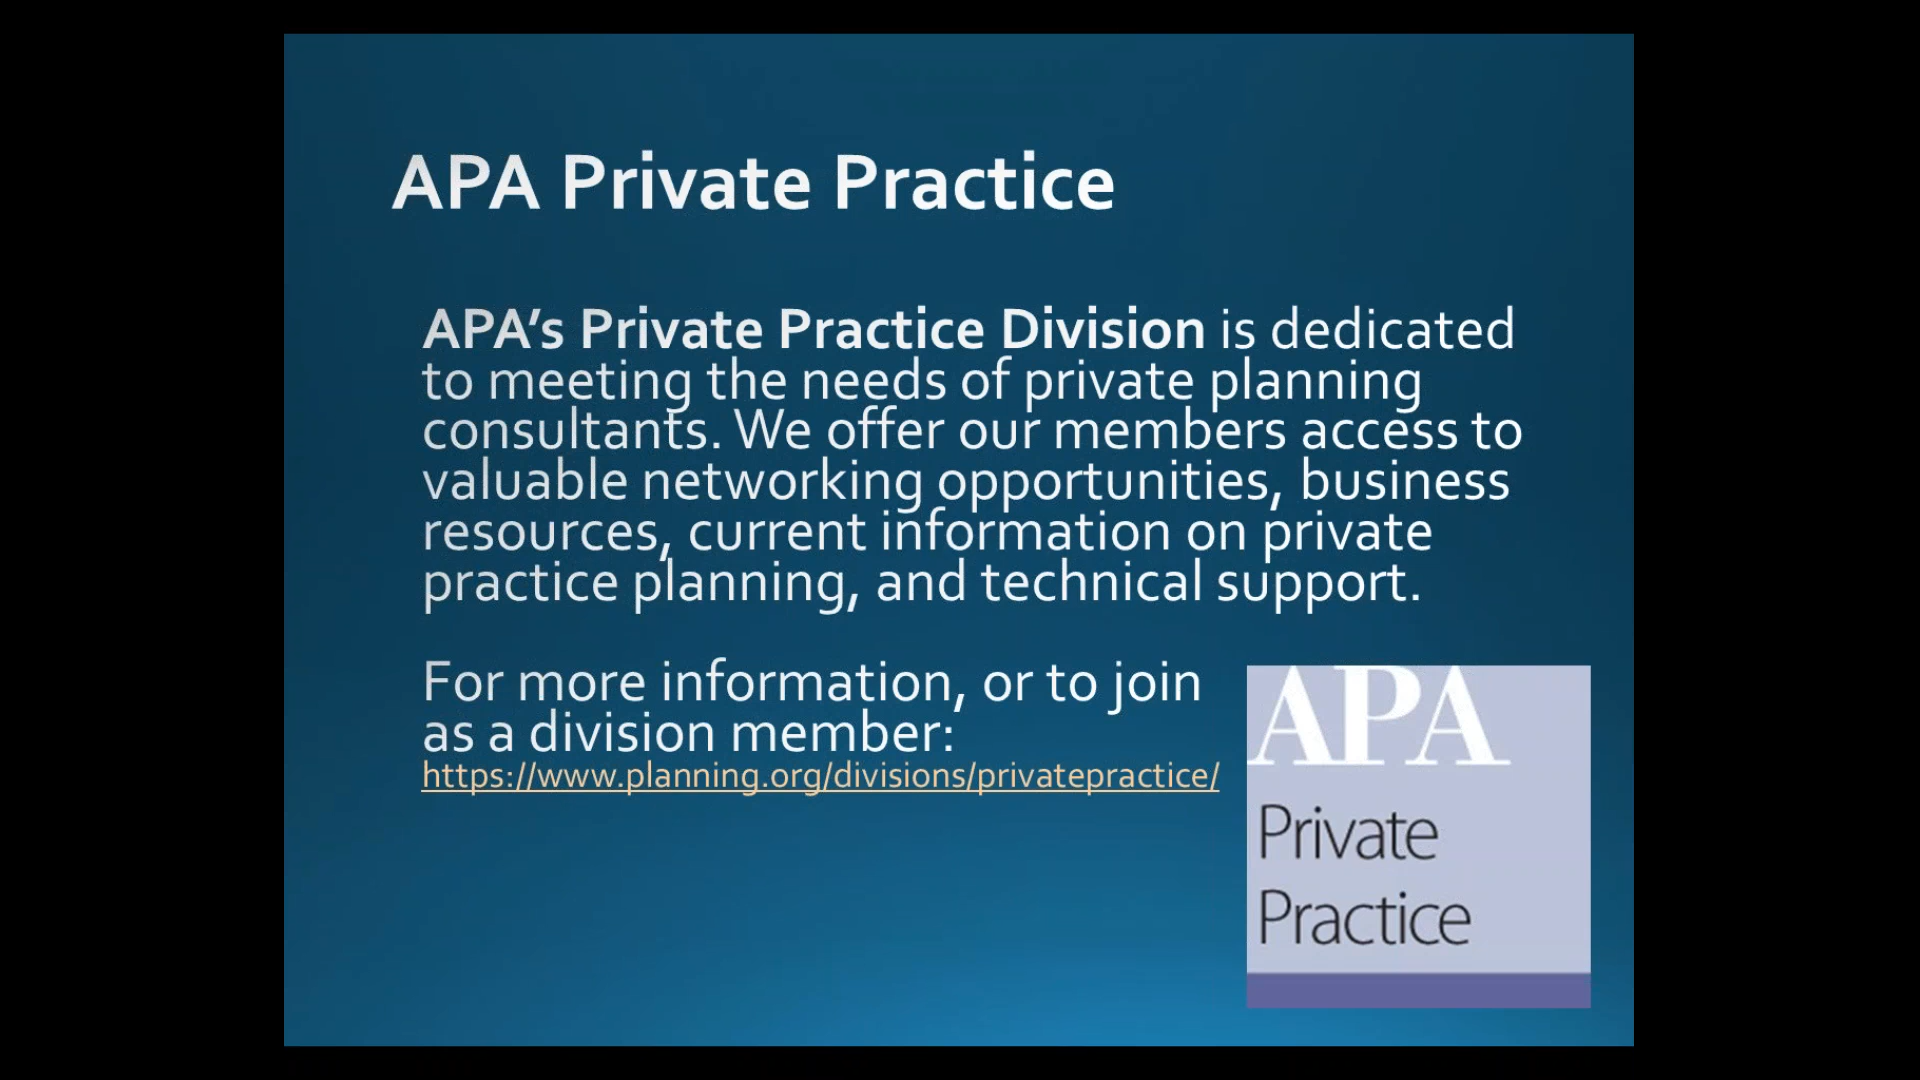 APA Private Practice
APA’s Private Practice Division is dedicated
to meeting the needs of private planning
consultants. We offer our members access to
valuable networking opportunities, business
resources, current information on private
practice planning, and technical support.
For more information, or to join
as a division member:
https://www.planning.org/divisions/privatepractice/
APA
Private
Practice